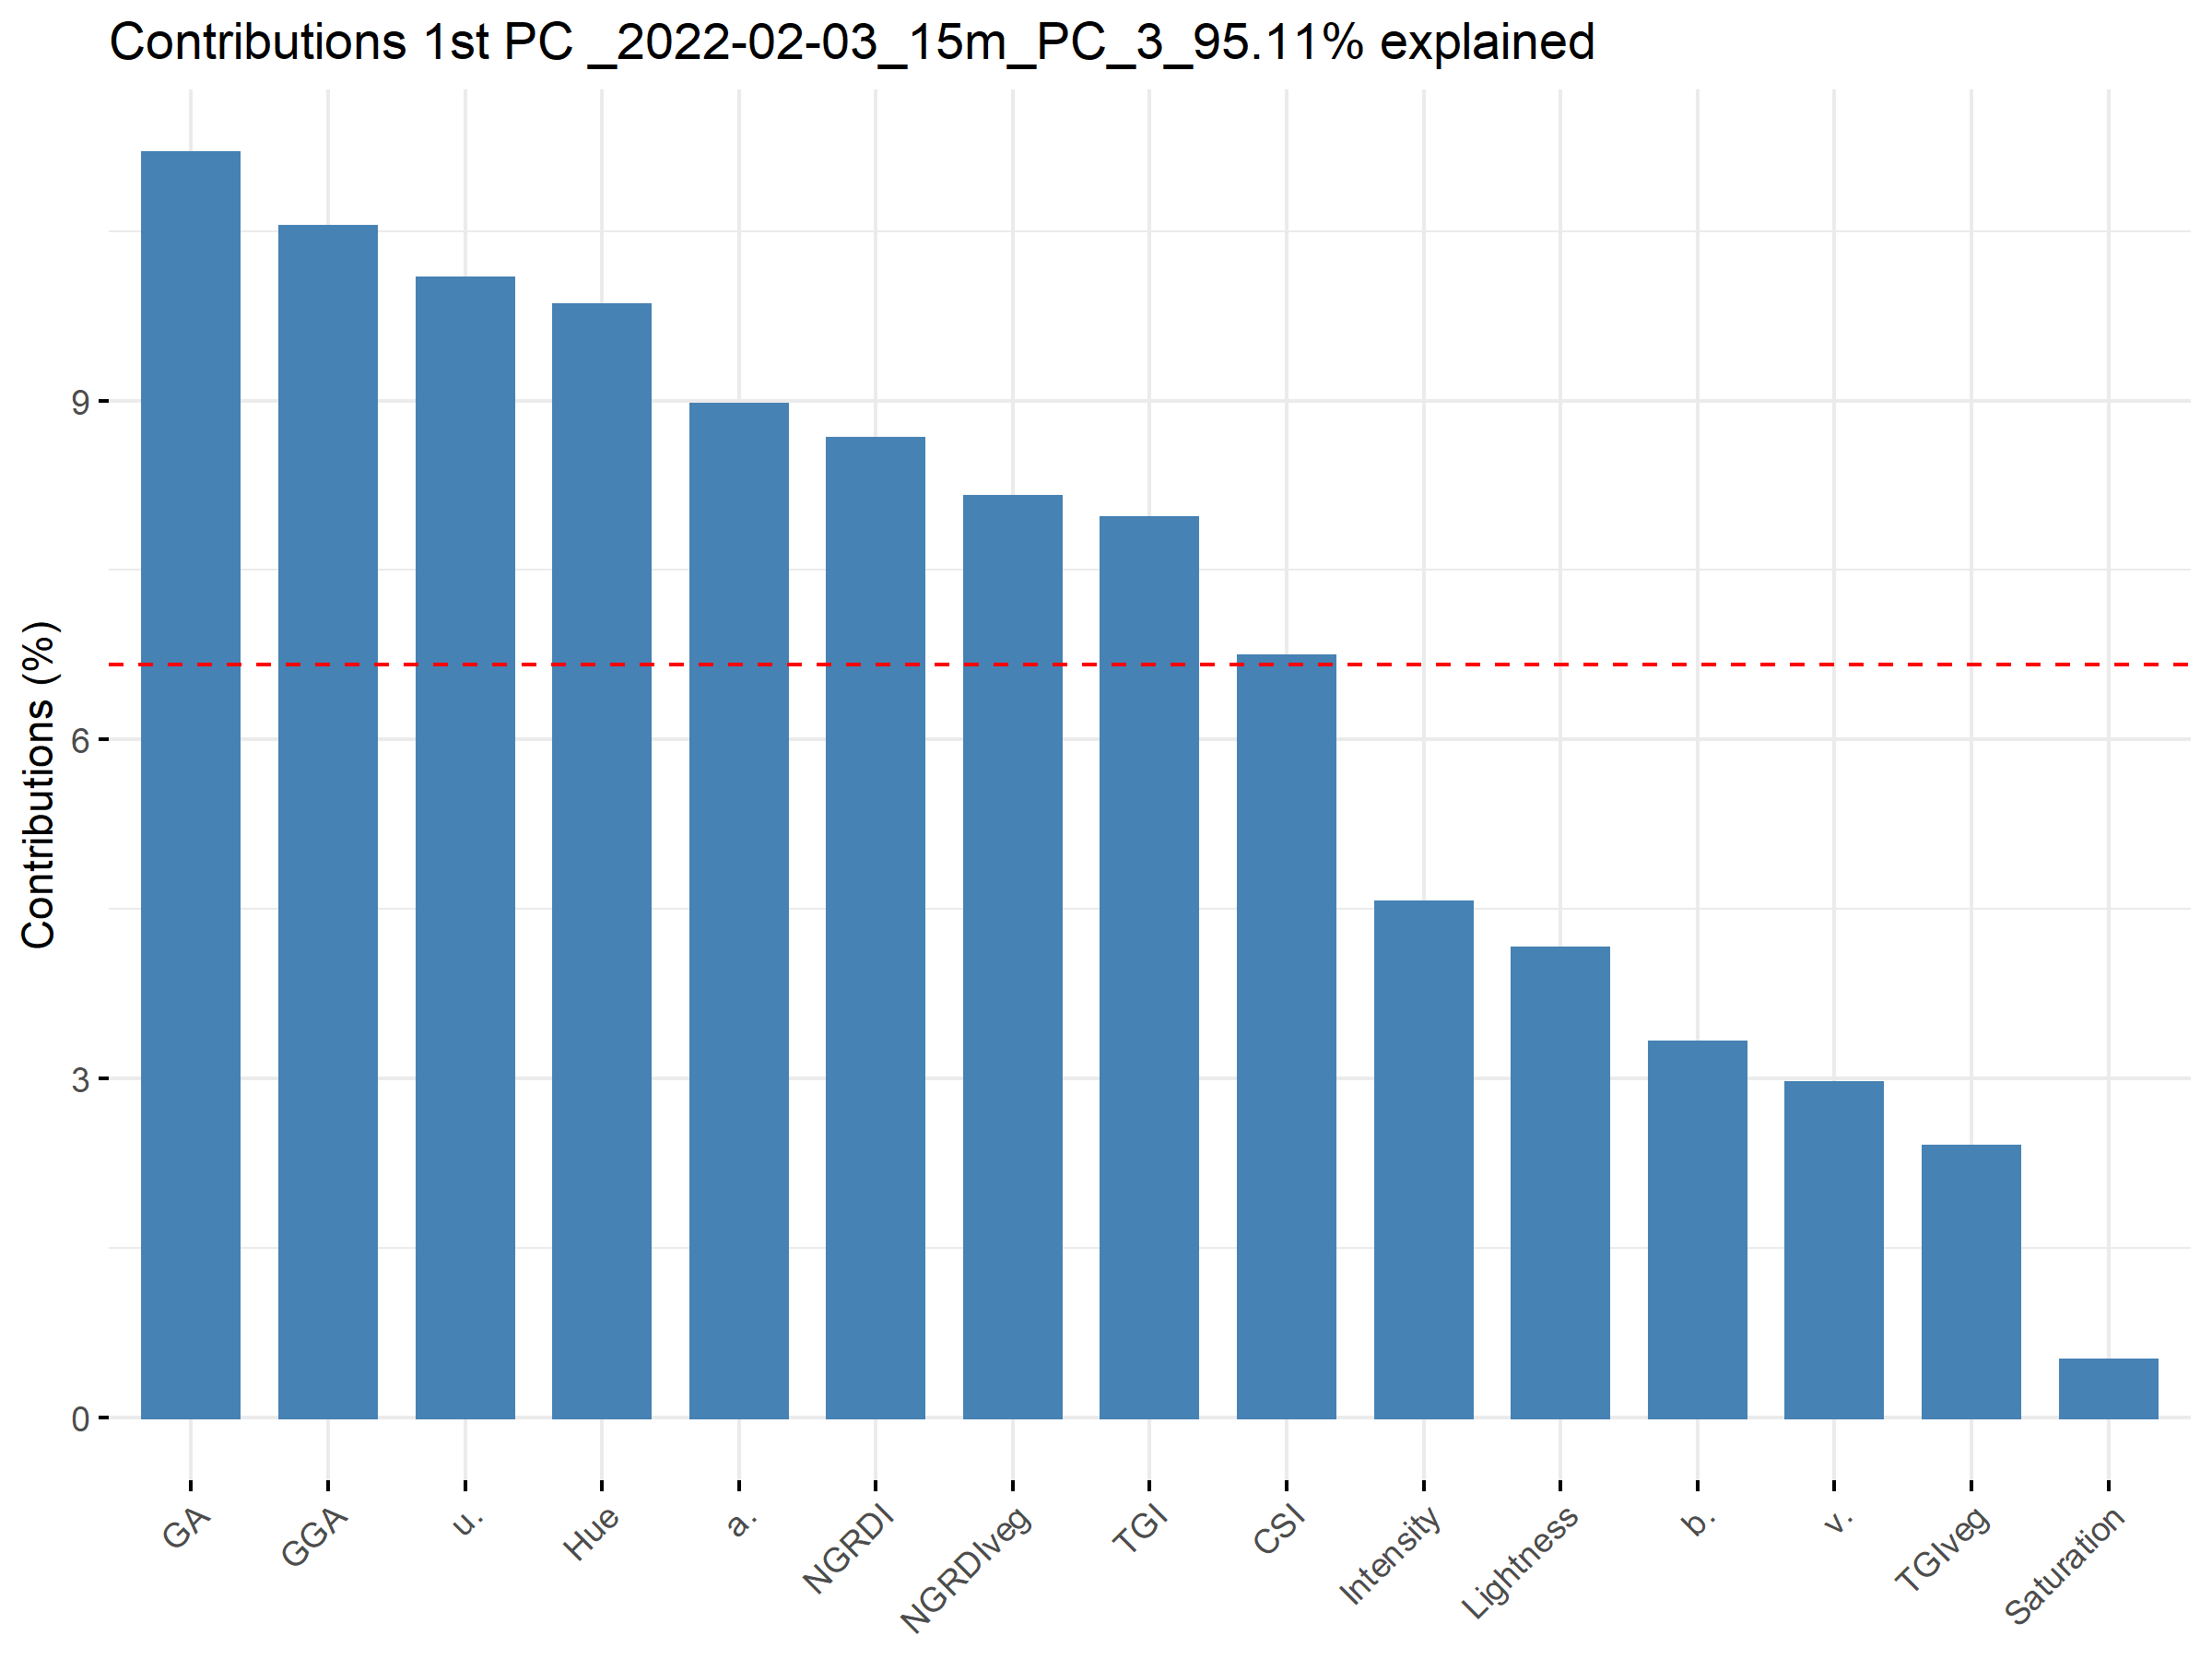 Contributions 1st PC _2022-02-03_15m_PC_3_95.11% explained
Contributions (%)
9
6
3
0
GA
GGA
u.
Hue
a.
NGRDI
NGRDIveg
TGI
CSI
Intensity
Lightness
b.
v.
TGIveg
Saturation